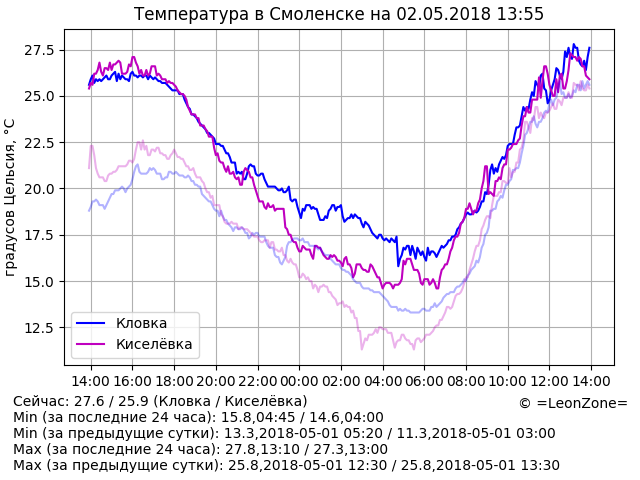 Температура в Смоленске на 02.05.2018 13:55
27.5
25.0
22.5
20.0
17.5
15.0
12.5
градусов Цельсия, °C
Кловка
Киселёвка
14:00 16:00 18:00 20:00 22:00 00:00 02:00 04:00 06:00 08:00 10:00 12:00 14:00
Сейчас: 27.6 / 25.9 (Кловка / Киселёвка)
© =LeonZone=
Min (за последние 24 часа): 15.8,04:45 / 14.6,04:00
Min (за предыдущие сутки): 13.3,2018-05-01 05:20 / 11.3,2018-05-01 03:00
Max (за последние 24 часа): 27.8,13:10 / 27.3,13:00
Max (за предыдущие сутки): 25.8,2018-05-01 12:30 / 25.8,2018-05-01 13:30